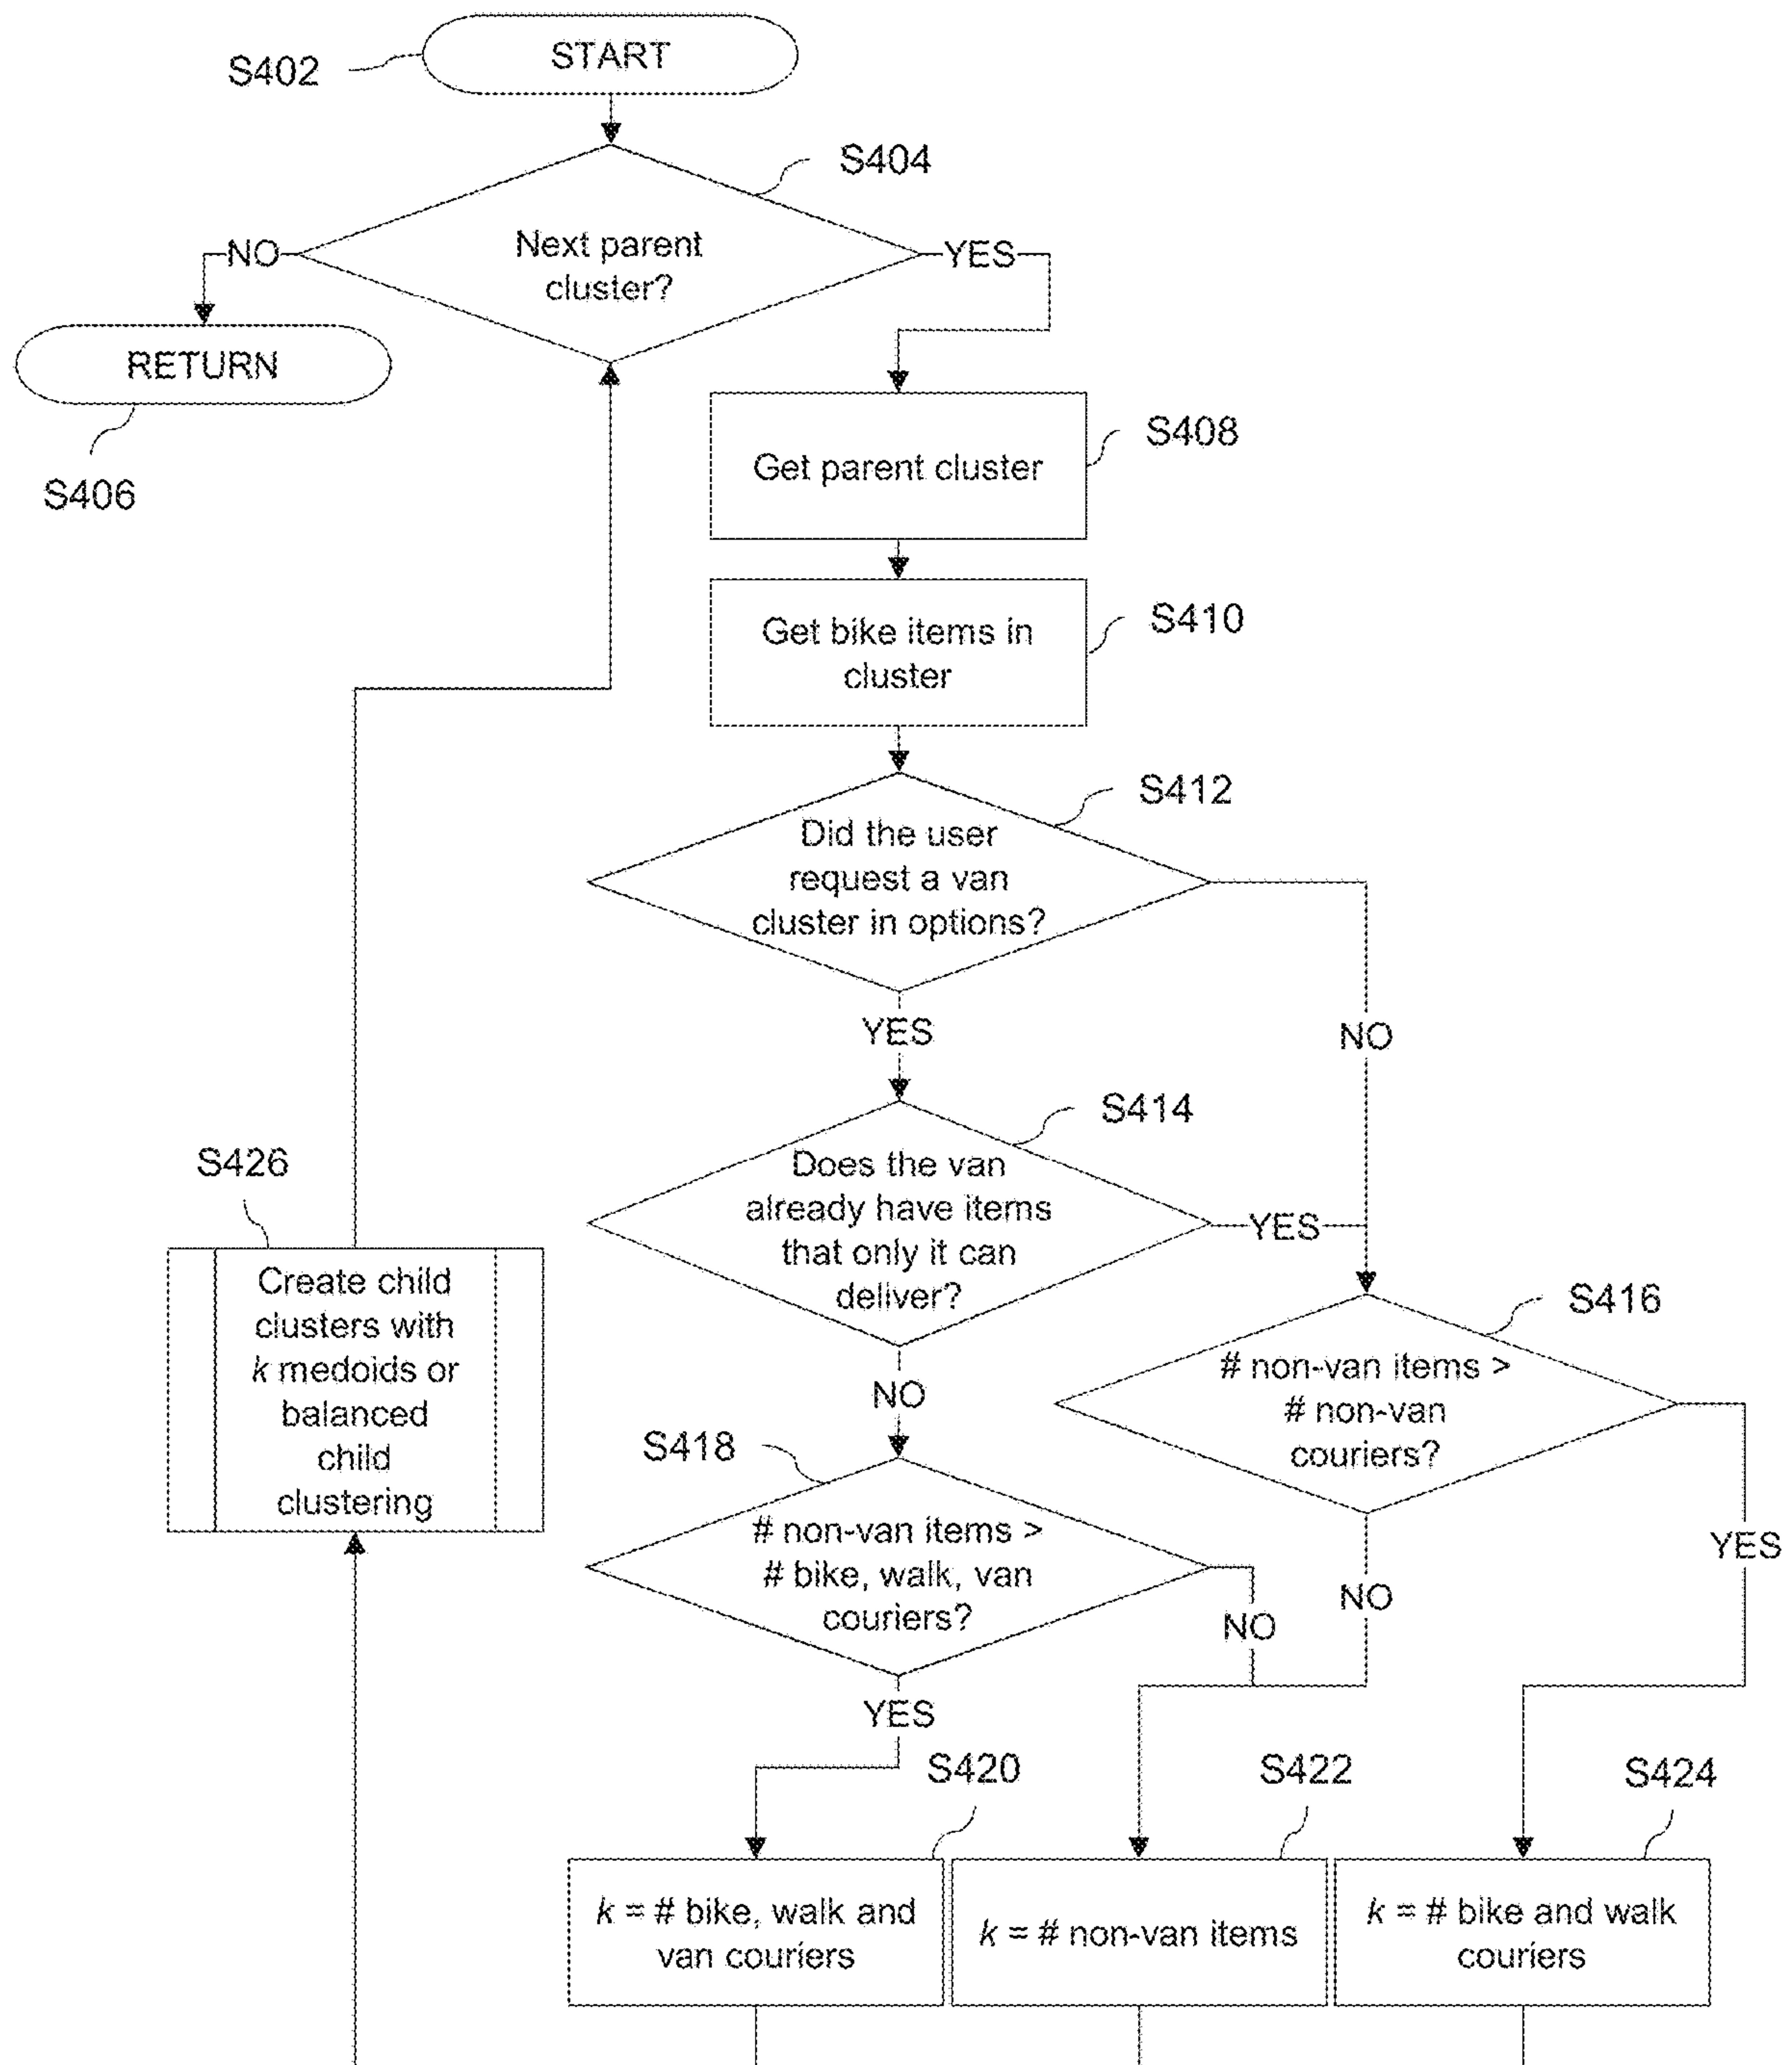 START
S402
S404
Next parent
cluster?
NO
YES
RETURN
S406
Get parent cluster
S408
Get bike items in
cluster
S410
S412
Did the user
request a van
cluster in options?
YES
NO
S414
Does the van
already have items
that only it can
deliver?
YES
NO
S426
Create child
clusters with
k medoids or
balanced
child
clustering
S416
# non-van items >
# non-van
couriers?
S418
# non-van items >
# bike, walk, van
couriers?
YES
NO
NO
YES
S420
S422
S424
k = # bike, walk and
van couriers
k = # non-van items
k = # bike and walk
couriers